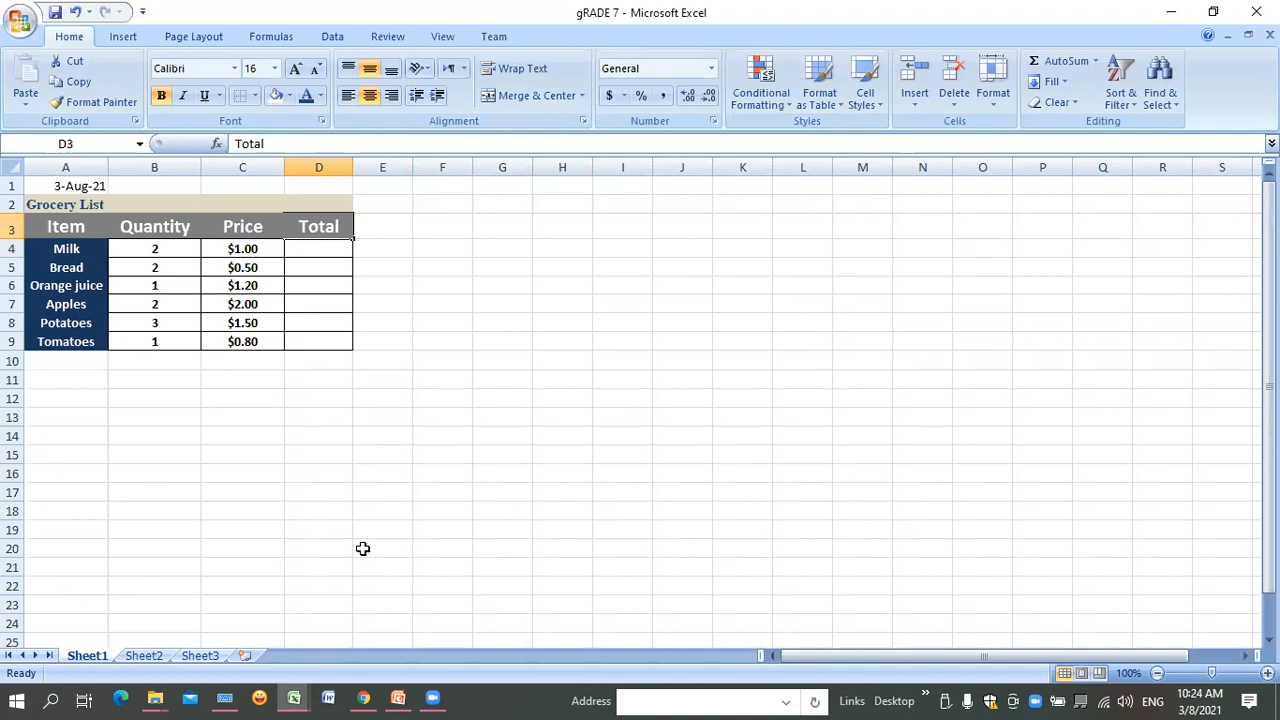 gRADE 7 - Microsoft Excel
Home Insert Page Layout Formulas Data Review View Team
Paste
Cut
Copy
Format Painter
Clipboard
Calibri 16
Font
Wrap Text
Merge & Center
Alignment
General
Number
Conditional Formatting
Format as Table
Cell Styles
Styles
Insert
Delete
Format
Cells
AutoSum
Fill
Clear
Sort & Filter
Find & Select
Editing
D3 fx Total
A B C D E F G H I J K L M N O P Q R S
1 3-Aug-21
2 Grocery List
3 Item Quantity Price Total
4 Milk 2 $1.00
5 Bread 2 $0.50
6 Orange juice 1 $1.20
7 Apples 2 $2.00
8 Potatoes 3 $1.50
9 Tomatoes 1 $0.80
10
11
12
13
14
15
16
17
18
19
20
21
22
23
24
25
Sheet1 Sheet2 Sheet3
Ready 100%
Address Links Desktop ENG 10:24 AM
3/8/2021